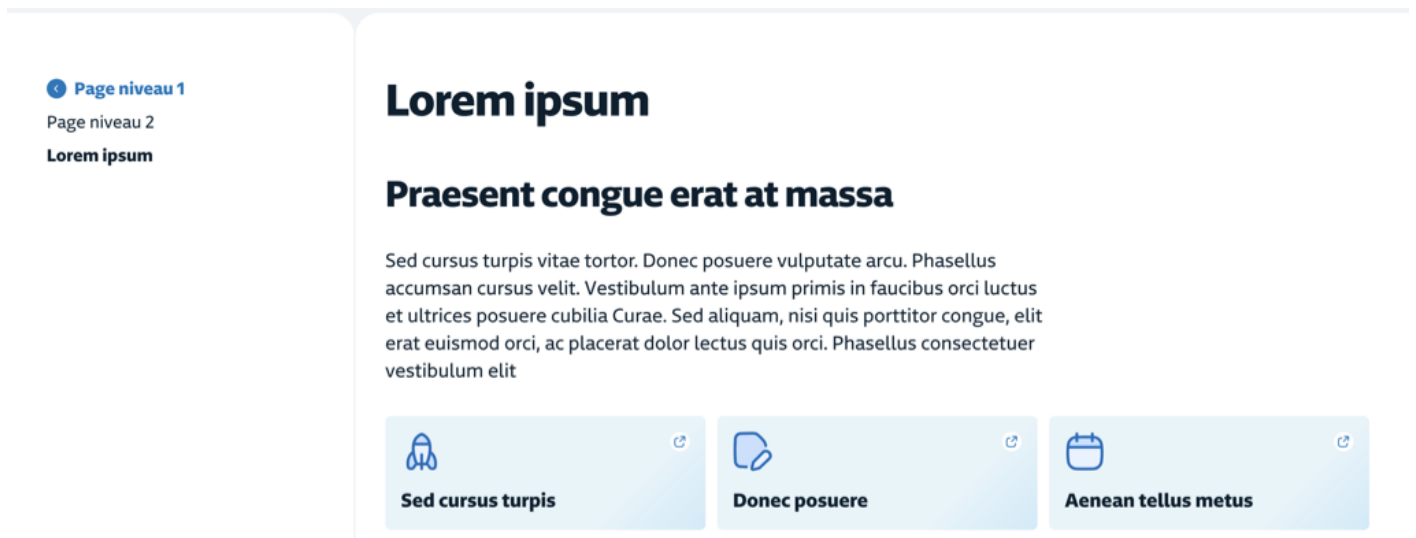 Page niveau 1
Page niveau 2
Lorem ipsum
Lorem ipsum
Praesent congue erat at massa
Sed cursus turpis vitae tortor. Donec posuere vulputate arcu. Phasellus
accumsan cursus velit. Vestibulum ante ipsum primis in faucibus orci luctus
et ultrices posuere cubilia Curae. Sed aliquam, nisi quis porttitor congue, elit
erat euismod orci, ac placerat dolor lectus quis orci. Phasellus consectetuer
vestibulum elit
Sed cursus turpis
Donec posuere
Aenean tellus metus